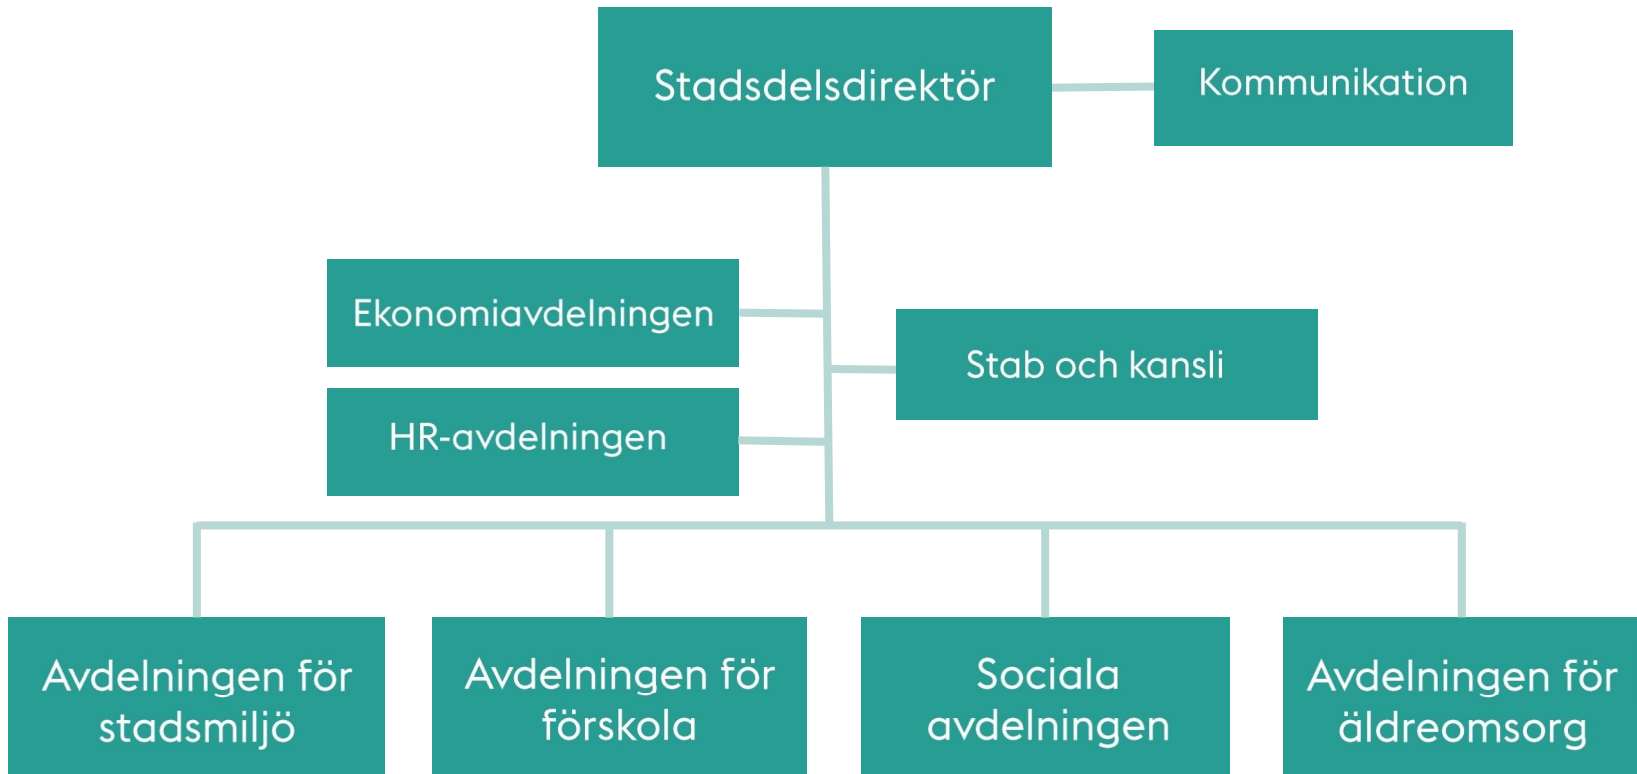 Stadsdelsdirektör
Kommunikation
Ekonomiavdelningen
Stab och kansli
HR-avdelningen
Avdelningen för
stadsmiljö
Avdelningen för
förskola
Sociala
avdelningen
Avdelningen för
äldreomsorg